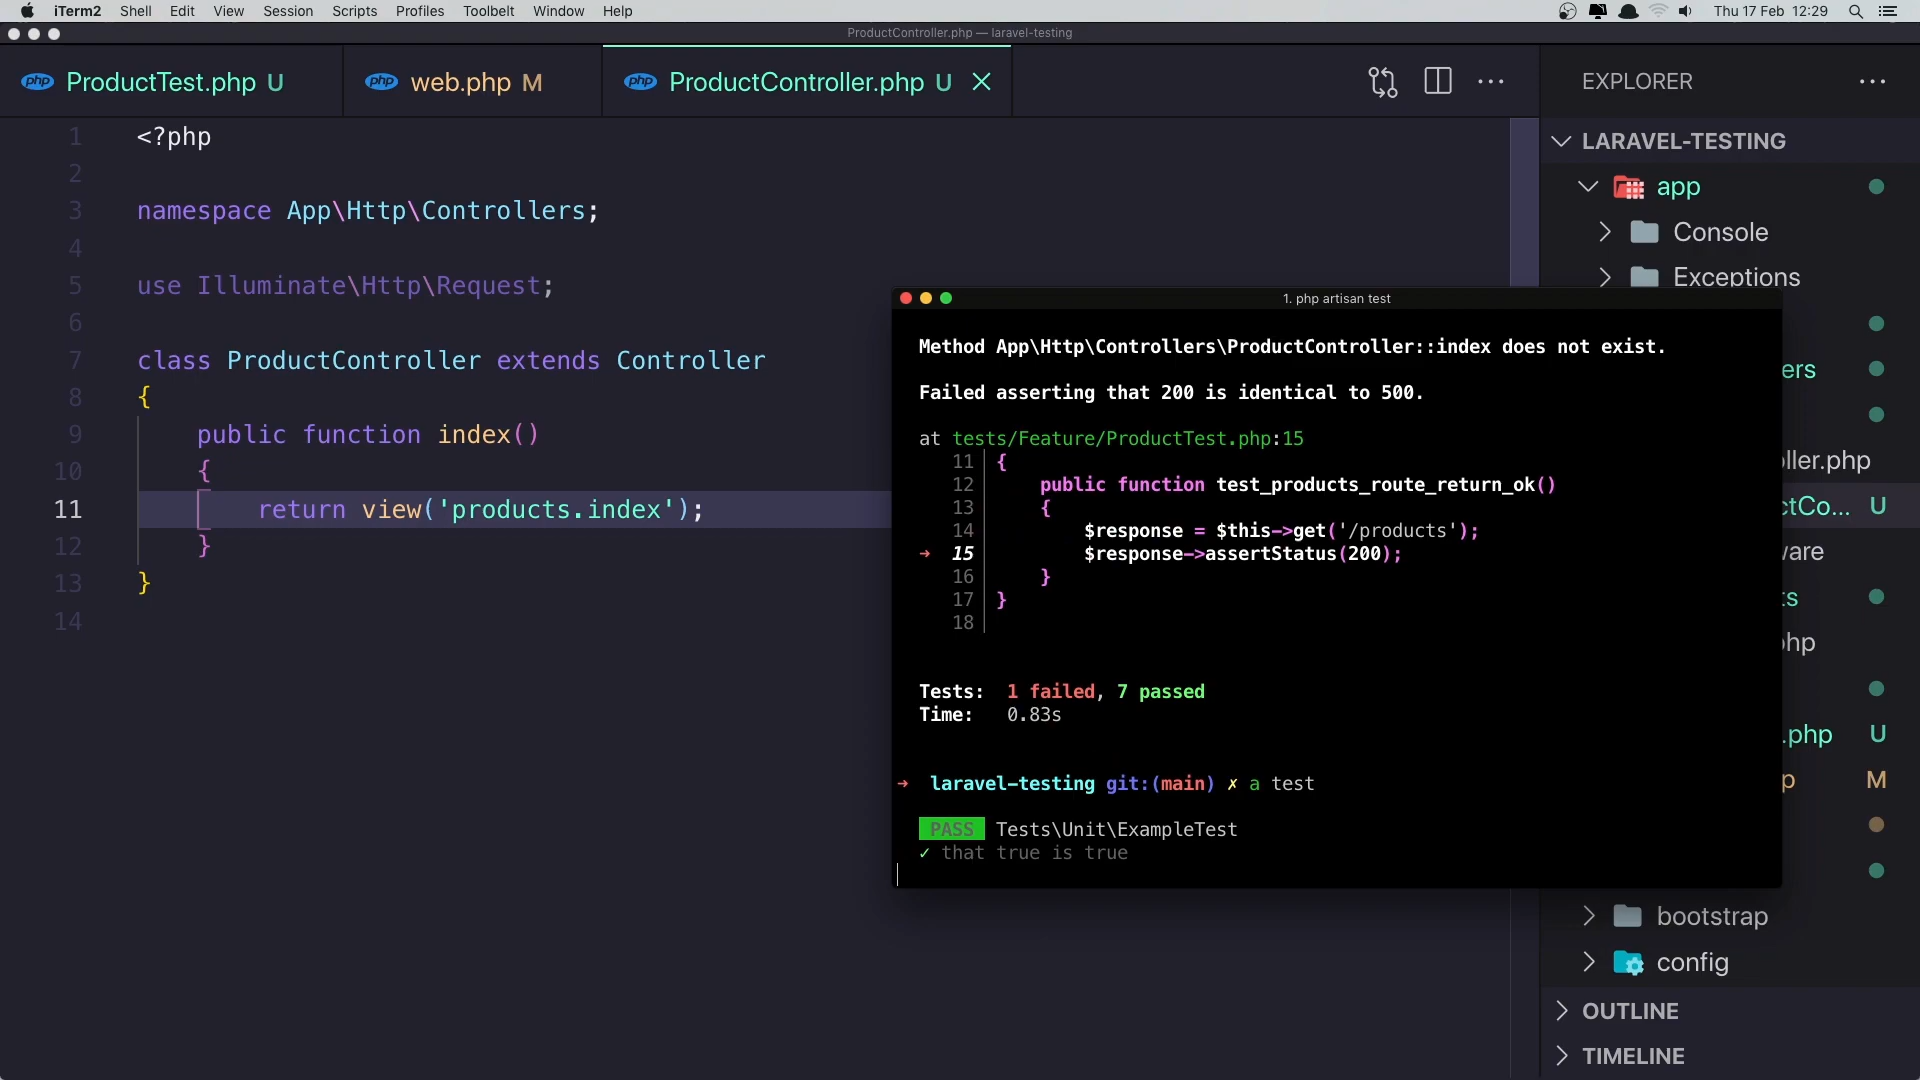 iTerm2 Shell Edit View Session Scripts Profiles Toolbelt Window Help Thu 17 Feb 12:29
ProductController.php — laravel-testing
php ProductTest.php U php web.php M php ProductController.php U
EXPLORER
LARAVEL-TESTING
app
Console
Exceptions
ers
ller.php
ctCo... U
ware
ts
hp
.php U
p M
bootstrap
config
OUTLINE
TIMELINE
1 <?php
2
3 namespace App\Http\Controllers;
4
5 use Illuminate\Http\Request;
6
7 class ProductController extends Controller
8 {
9 public function index()
10 {
11 return view('products.index');
12 }
13 }
14
1. php artisan test
Method App\Http\Controllers\ProductController::index does not exist.
Failed asserting that 200 is identical to 500.
at tests/Feature/ProductTest.php:15
11 {
12 public function test_products_route_return_ok()
13 {
14 $response = $this->get('/products');
➜ 15 $response->assertStatus(200);
16 }
17 }
18
Tests: 1 failed, 7 passed
Time: 0.83s
➜ laravel-testing git:(main) ✗ a test
PASS Tests\Unit\ExampleTest
✓ that true is true